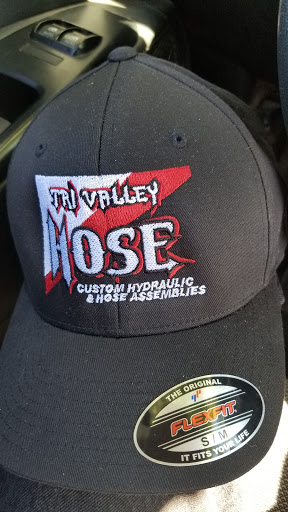 TRI VALLEY
HOSE
CUSTOM HYDRAULIC
& HOSE ASSEMBLIES
THE ORIGINAL
FLEXFIT
S / M
IT FITS YOUR LIFE